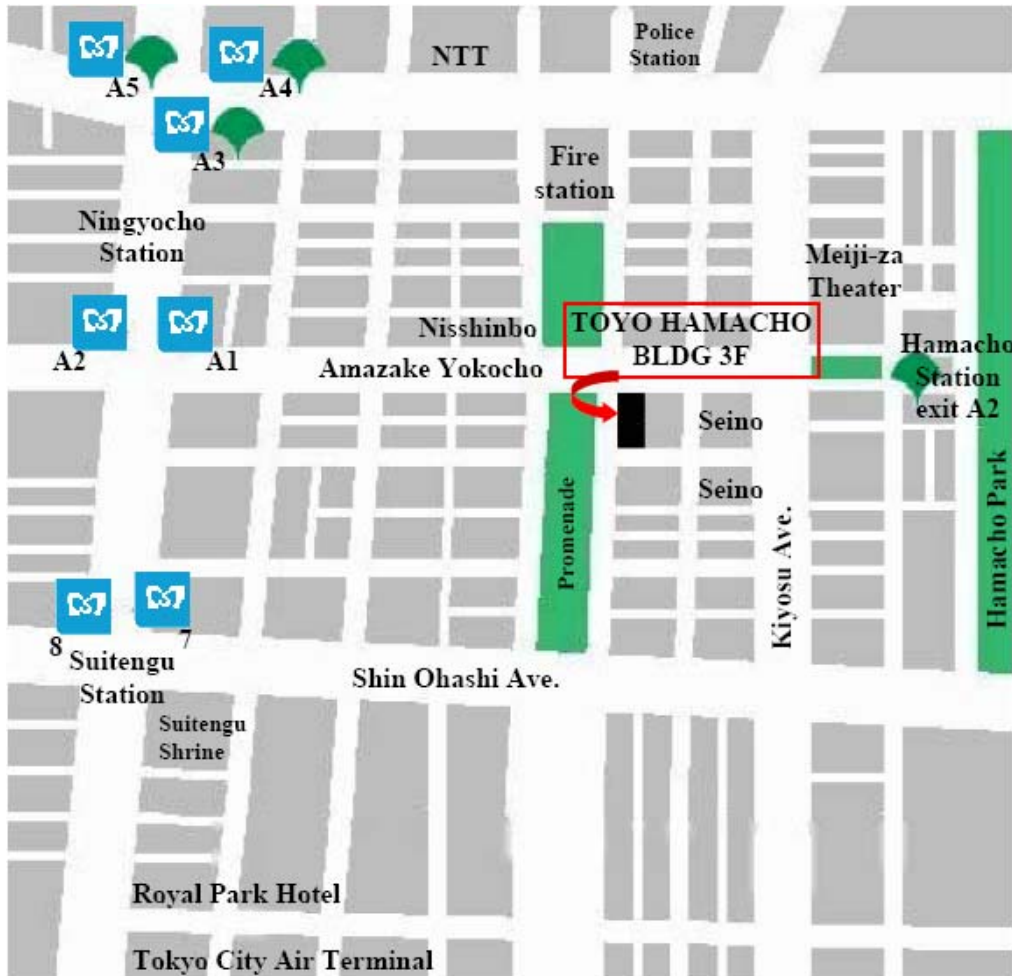 Police
Station
NTT
A5
A4
A3
Fire
station
Ningyocho
Station
Meiji-za
Theater
Nisshinbo
TOYO HAMACHO
BLDG 3F
Hamacho
Station
exit A2
A2
A1
Amazake Yokocho
Seino
Seino
Promenade
Kiyosu Ave.
Hamacho Park
8
7
Suitengu
Station
Shin Ohashi Ave.
Suitengu
Shrine
Royal Park Hotel
Tokyo City Air Terminal